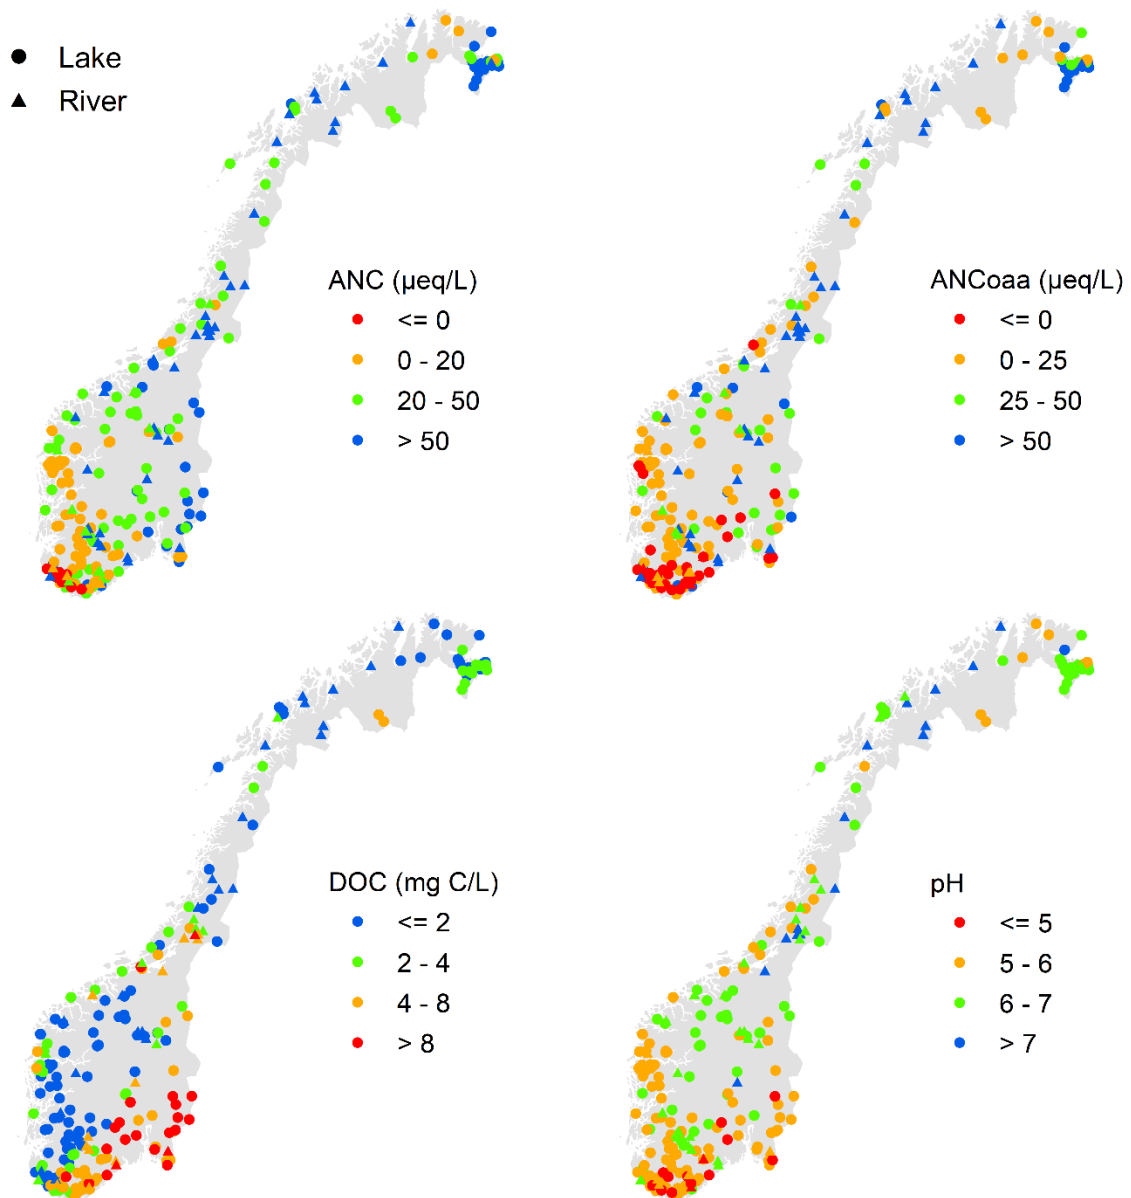 Lake
River
ANC (µeq/L)
<= 0
0 - 20
20 - 50
> 50
ANCoaa (µeq/L)
<= 0
0 - 25
25 - 50
> 50
DOC (mg C/L)
<= 2
2 - 4
4 - 8
> 8
pH
<= 5
5 - 6
6 - 7
> 7